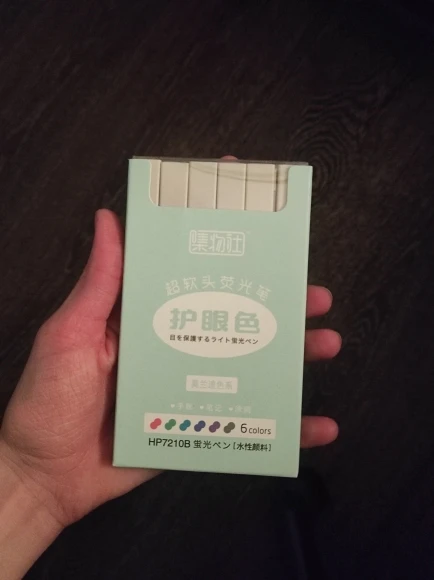 集物社
超软头荧光笔
护眼色
目を保護するライト蛍光ペン
6 colors
HP7210B 蛍光ペン [水性顔料]